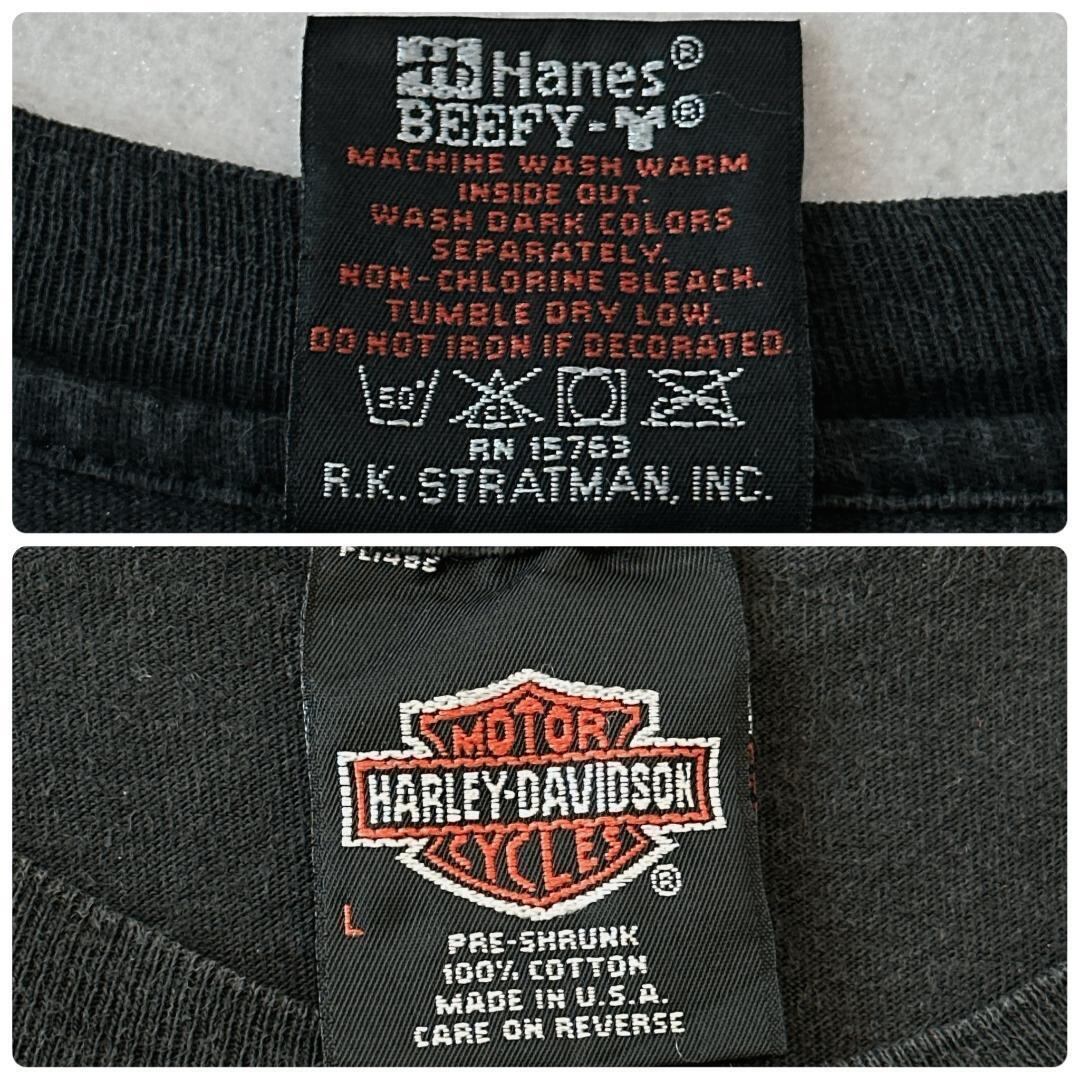 Hanes®
BEEFY-T®
MACHINE WASH WARM
INSIDE OUT.
WASH DARK COLORS
SEPARATELY.
NON-CHLORINE BLEACH.
TUMBLE DRY LOW.
DO NOT IRON IF DECORATED.
50° CL
RN 15763
R.K. STRATMAN, INC.
MOTOR
HARLEY-DAVIDSON
CYCLES
®
L
PRE-SHRUNK
100% COTTON
MADE IN U.S.A.
CARE ON REVERSE